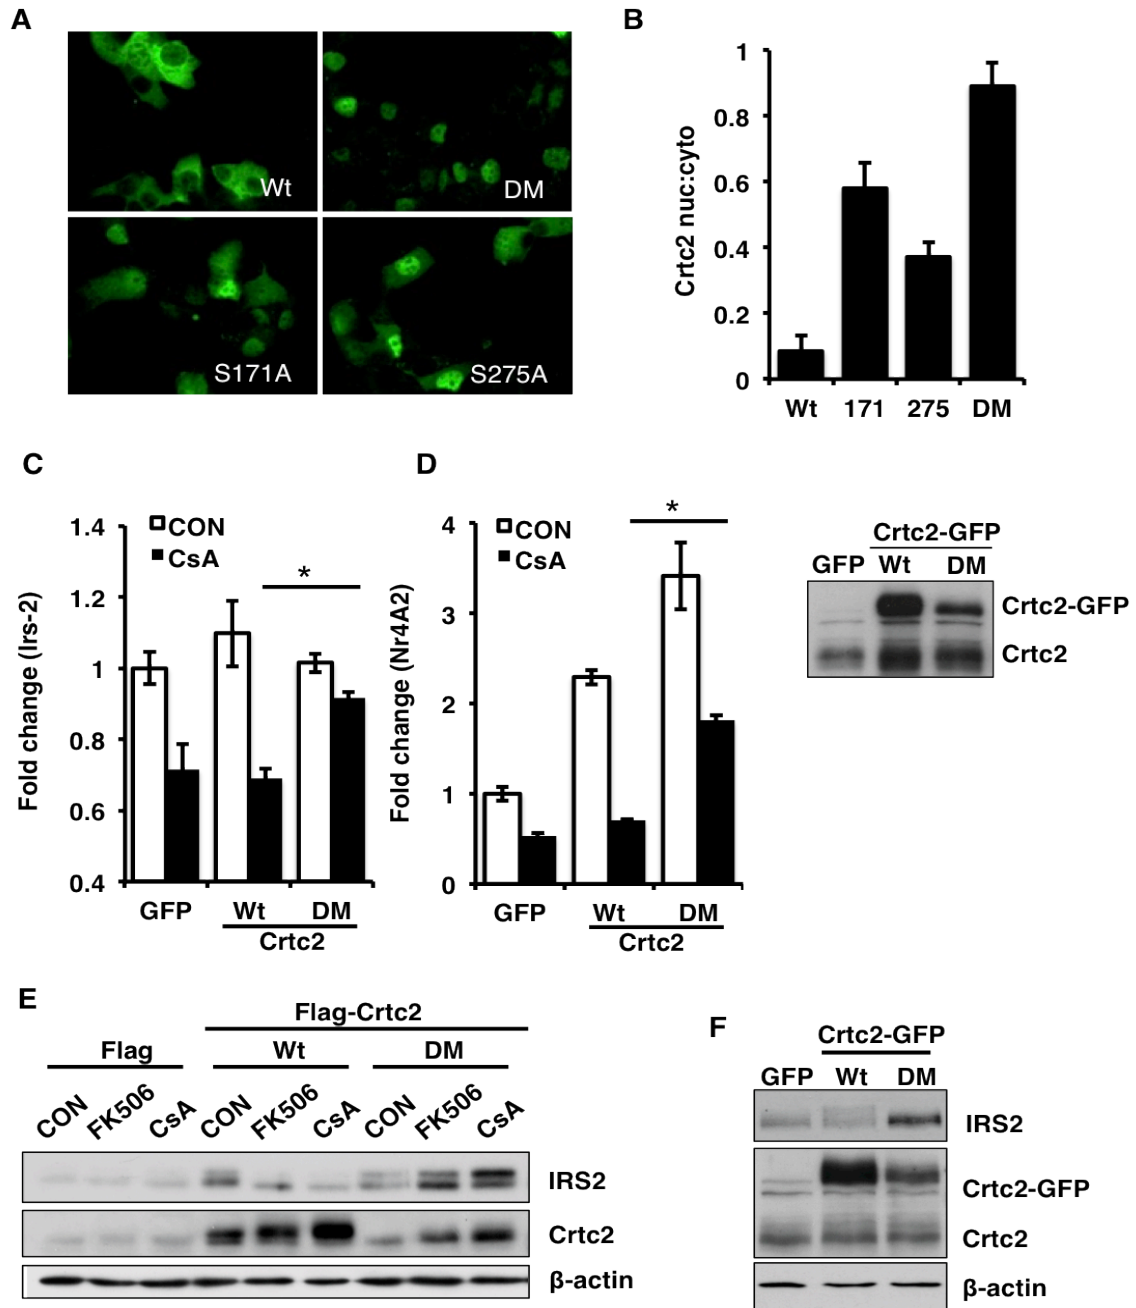 A
Wt
DM
S171A
S275A
B
Crtc2 nuc:cyto
1
0.8
0.6
0.4
0.2
0
Wt 171 275 DM
C
Fold change (Irs-2)
1.4
1.2
1
0.8
0.6
0.4
CON
CsA
*
GFP Wt DM
Crtc2
D
Fold change (Nr4A2)
4
3
2
1
0
CON
CsA
*
GFP Wt DM
Crtc2
Crtc2-GFP
GFP Wt DM
Crtc2-GFP
Crtc2
E
Flag-Crtc2
Flag Wt DM
CON FK506 CsA CON FK506 CsA CON FK506 CsA
IRS2
Crtc2
β-actin
F
Crtc2-GFP
GFP Wt DM
IRS2
Crtc2-GFP
Crtc2
β-actin